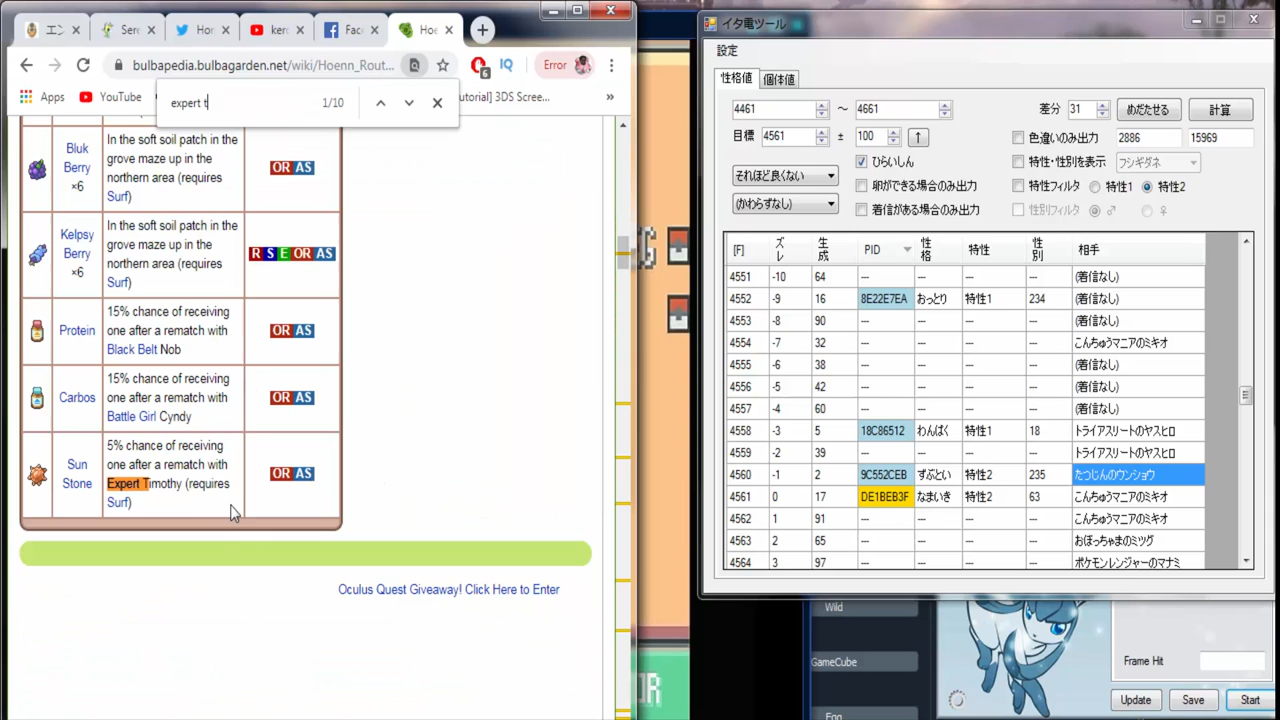 エン
Sere
Hor
kerc
Fac
Hoe
bulbapedia.bulbagarden.net/wiki/Hoenn_Rout...
6
IQ
Error
Apps
YouTube
expert t
1/10
utorial] 3DS Scree...
»
Bluk
Berry
×6
In the soft soil patch in the
grove maze up in the
northern area (requires
Surf)
OR AS
Kelpsy
Berry
×6
In the soft soil patch in the
grove maze up in the
northern area (requires
Surf)
R S E OR AS
Protein
15% chance of receiving
one after a rematch with
Black Belt Nob
OR AS
Carbos
15% chance of receiving
one after a rematch with
Battle Girl Cyndy
OR AS
Sun
Stone
5% chance of receiving
one after a rematch with
Expert Timothy (requires
Surf)
OR AS
Oculus Quest Giveaway! Click Here to Enter
イタ電ツール
設定
性格値 個体値
4461 ～ 4661 差分 31 めだたせる 計算
目標 4561 ± 100 ↑ 色違いのみ出力 2886 15969
ひらいしん 特性・性別を表示 フシギダネ
それほど良くない 卵ができる場合のみ出力 特性フィルタ 特性1 特性2
(かわらずなし) 着信がある場合のみ出力 性別フィルタ ♂ ♀
[F] ズレ 生成 PID 性格 特性 性別 相手
4551 -10 64 --- --- --- --- (着信なし)
4552 -9 16 8E22E7EA おっとり 特性1 234 (着信なし)
4553 -8 90 --- --- --- --- (着信なし)
4554 -7 32 --- --- --- --- こんちゅうマニアのミキオ
4555 -6 38 --- --- --- --- (着信なし)
4556 -5 42 --- --- --- --- (着信なし)
4557 -4 60 --- --- --- --- (着信なし)
4558 -3 5 18C86512 わんぱく 特性1 18 トライアスリートのヤスヒロ
4559 -2 39 --- --- --- --- トライアスリートのヤスヒロ
4560 -1 2 9C552CEB ずぶとい 特性2 235 たつじんのウンショウ
4561 0 17 DE1BEB3F なまいき 特性2 63 こんちゅうマニアのミキオ
4562 1 91 --- --- --- --- こんちゅうマニアのミキオ
4563 2 65 --- --- --- --- おぼっちゃまのミツグ
4564 3 97 --- --- --- --- ポケモンレンジャーのマナミ
Wild
GameCube
Egg
Frame Hit
Update Save Start